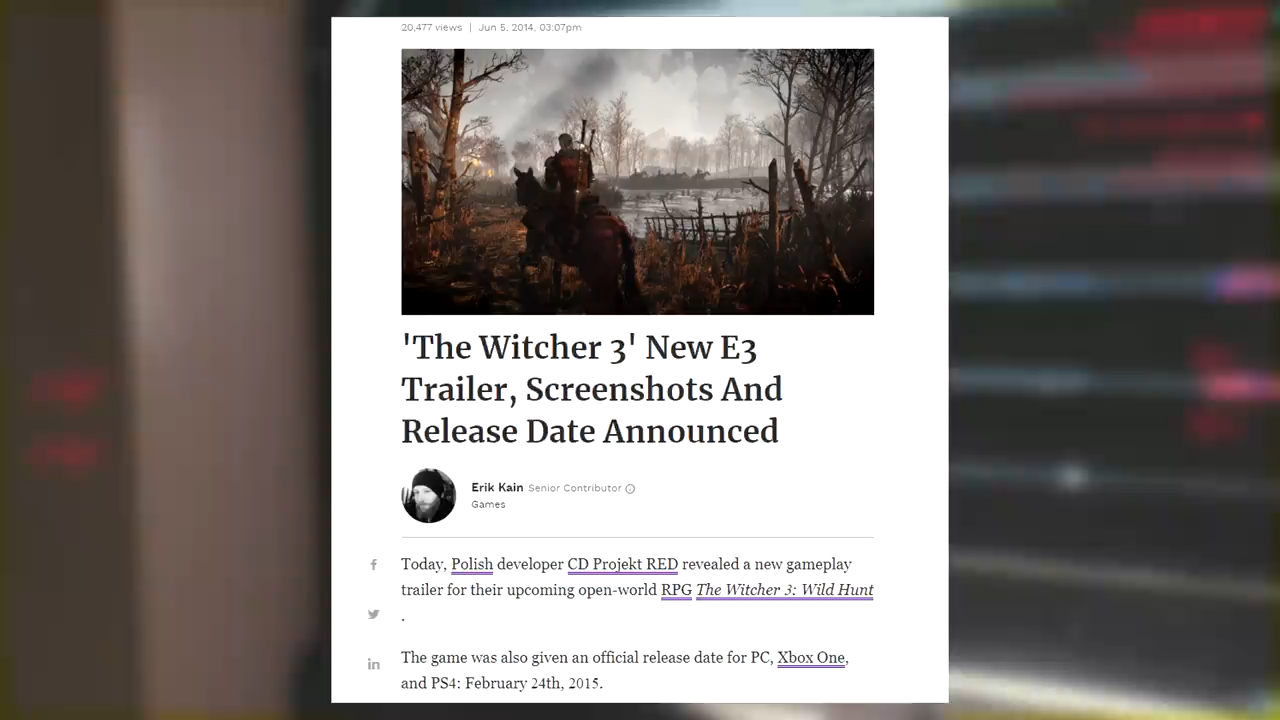 20,477 views | Jun 5, 2014, 03:07pm
'The Witcher 3' New E3
Trailer, Screenshots And
Release Date Announced
Erik Kain Senior Contributor
Games
Today, Polish developer CD Projekt RED revealed a new gameplay
trailer for their upcoming open-world RPG The Witcher 3: Wild Hunt
.
The game was also given an official release date for PC, Xbox One,
and PS4: February 24th, 2015.